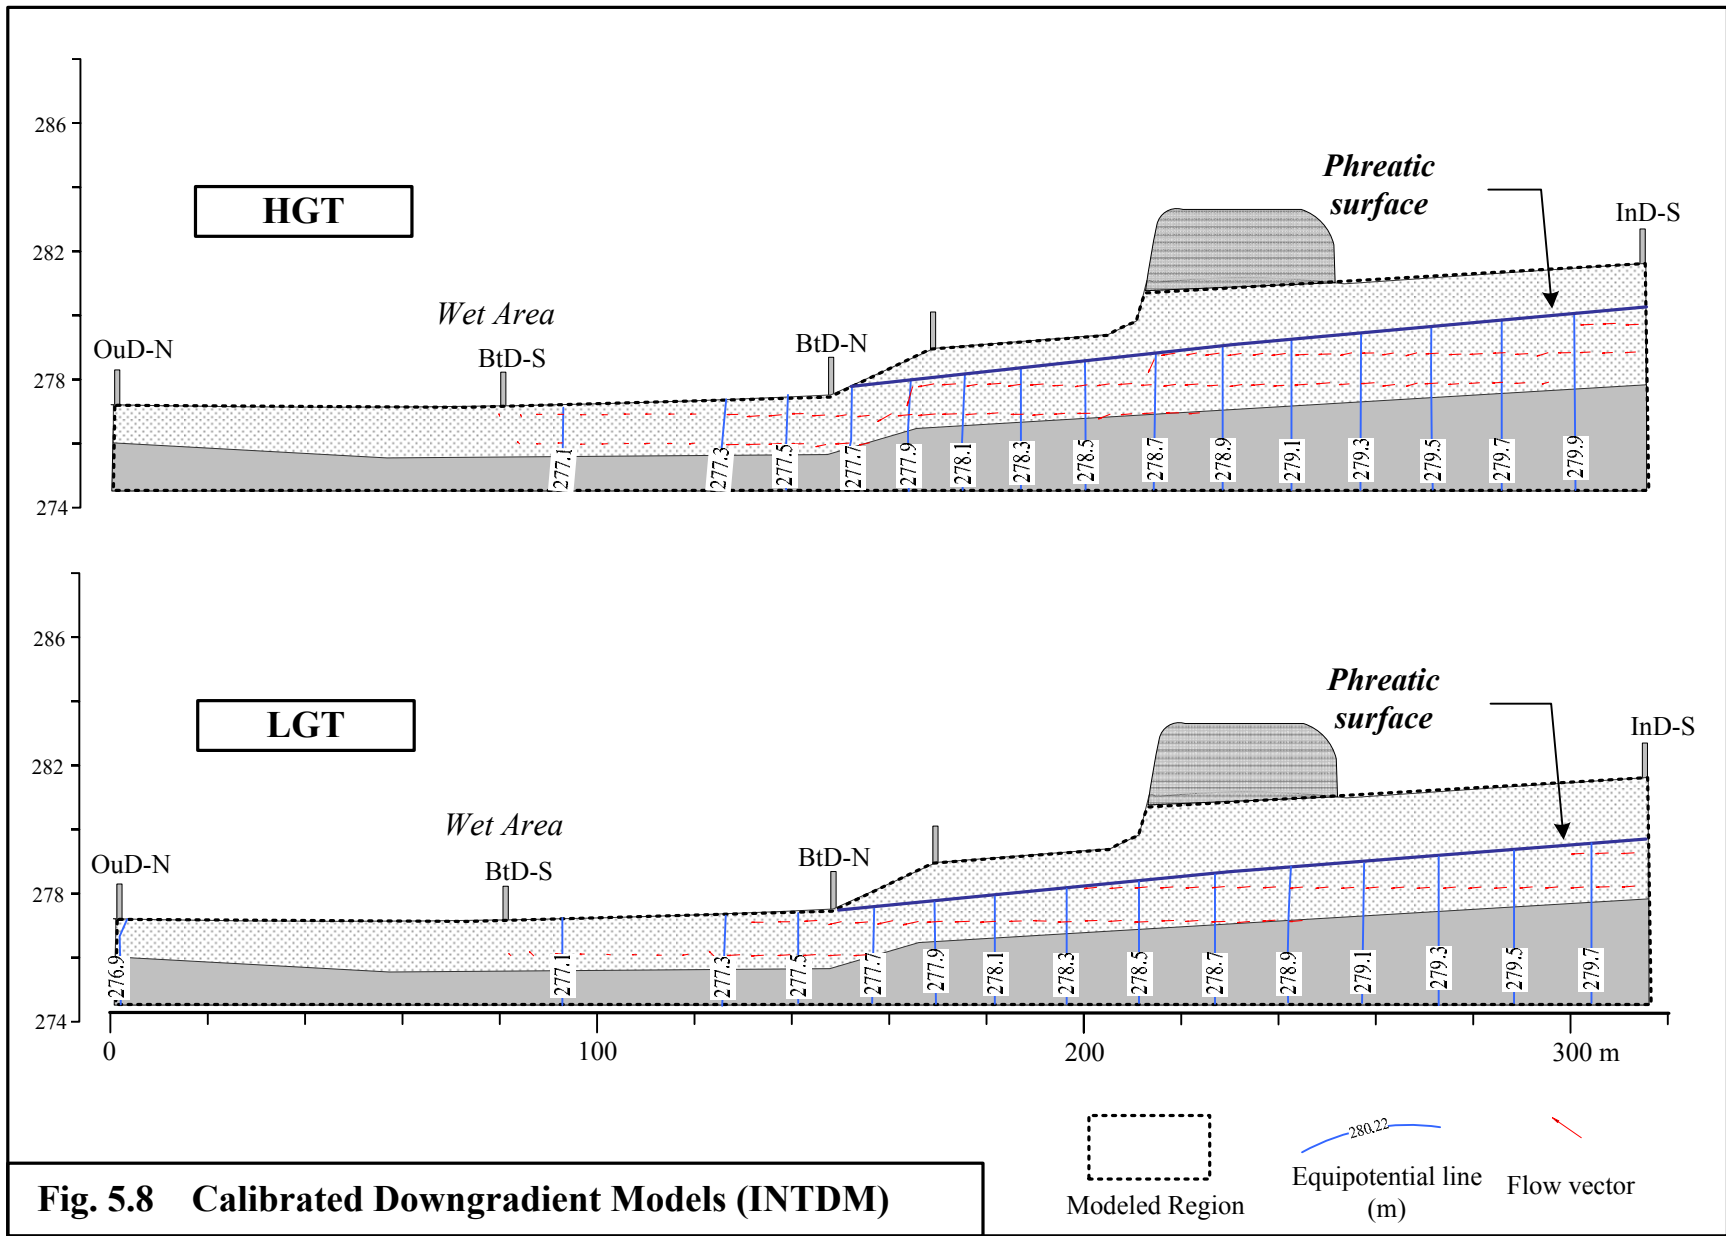 286
282
278
274
HGT
Wet Area
Phreatic
surface
InD-S
OuD-N
BtD-S
BtD-N
277.1
277.3
277.5
277.7
277.9
278.1
278.3
278.5
278.7
278.9
279.1
279.3
279.5
279.7
279.9
286
282
278
274
LGT
Wet Area
Phreatic
surface
InD-S
OuD-N
BtD-S
BtD-N
276.9
277.1
277.3
277.5
277.7
277.9
278.1
278.3
278.5
278.7
278.9
279.1
279.3
279.5
279.7
0
100
200
300 m
280.22
Modeled Region
Equipotential line
(m)
Flow vector
Fig. 5.8 Calibrated Downgradient Models (INTDM)